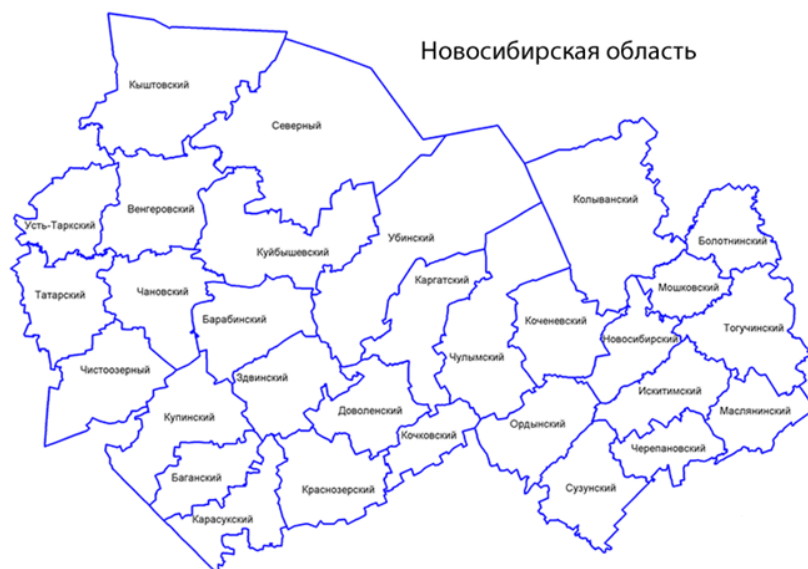 Новосибирская область
Кыштовский
Северный
Колыванский
Венгеровский
Усть-Таркский
Убинский
Болотнинский
Куйбышевский
Каргатский
Мошковский
Татарский
Чановский
Барабинский
Коченевский
Тогучинский
Новосибирский
Чулымский
Чистоозерный
Здвинский
Искитимский
Доволенский
Маслянинский
Купинский
Ордынский
Кочковский
Черепановский
Баганский
Краснозерский
Сузунский
Карасукский